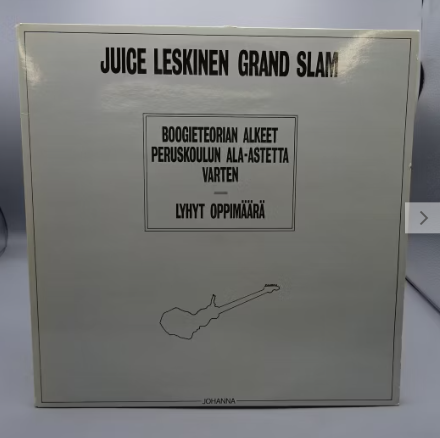 JUICE LESKINEN GRAND SLAM
BOOGIETEORIAN ALKEET
PERUSKOULUN ALA-ASTETTA
VARTEN
LYHYT OPPIMÄÄRÄ
JOHANNA